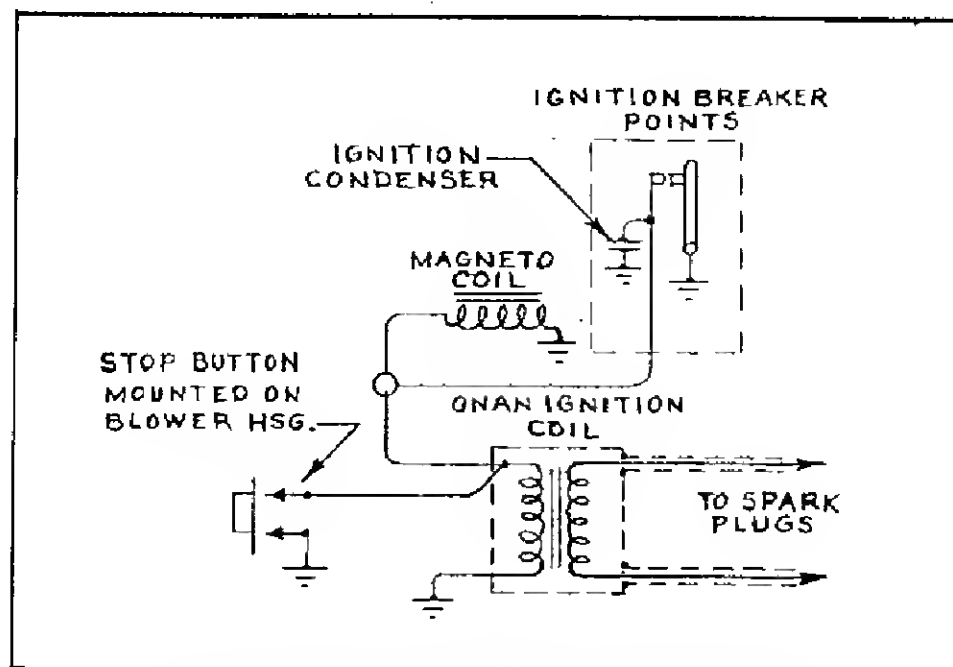 IGNITION BREAKER
POINTS
IGNITION
CONDENSER
MAGNETO
COIL
STOP BUTTON
MOUNTED ON
BLOWER HSG.
ONAN IGNITION
COIL
TO SPARK
PLUGS